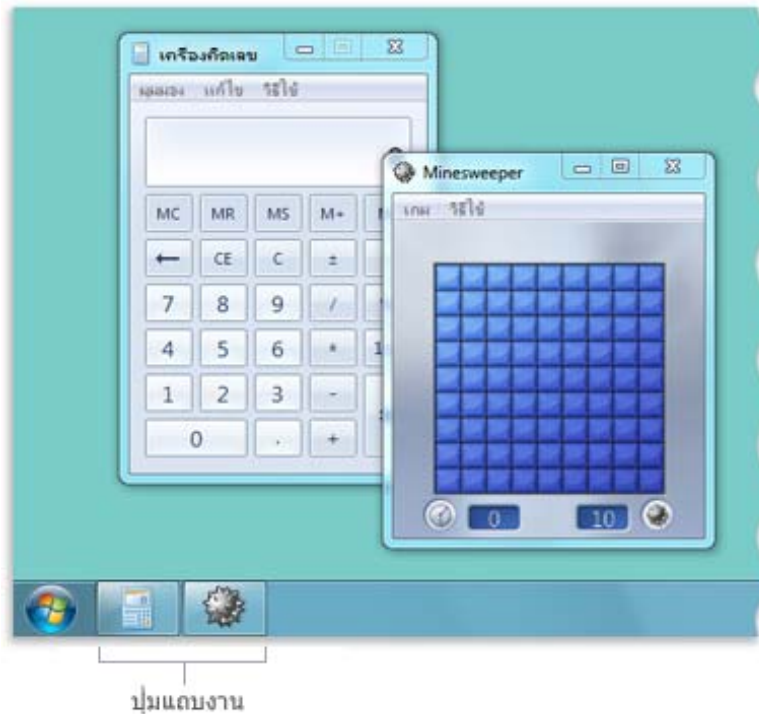 เครื่องคิดเลข
มุมมอง แก้ไข วิธีใช้
MC MR MS M+
← CE C ±
7 8 9 /
4 5 6 *
1 2 3 -
0 . +
Minesweeper
เกม วิธีใช้
0 10
ปุ่มแถบงาน